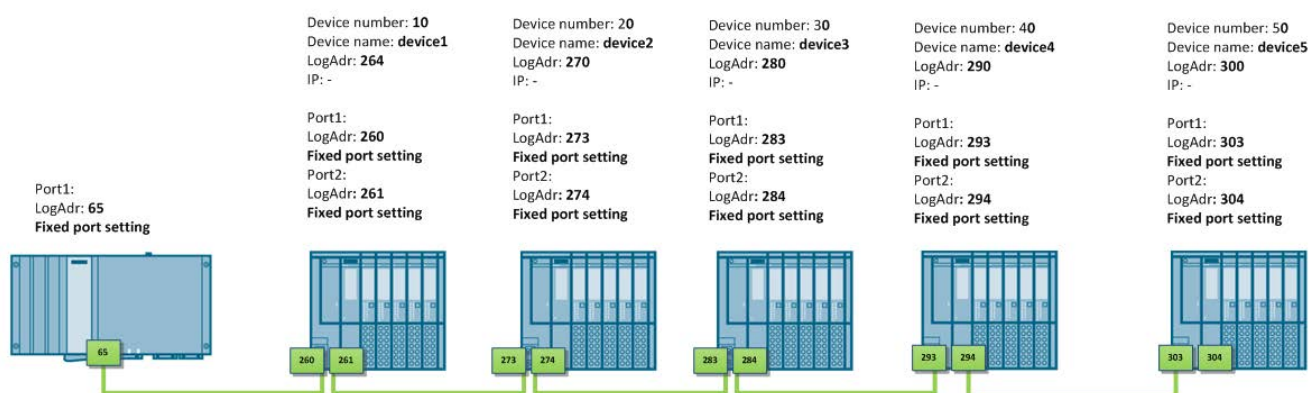 Device number: 10
Device name: device1
LogAdr: 264
IP: -
Port1:
LogAdr: 260
Fixed port setting
Port2:
LogAdr: 261
Fixed port setting
Device number: 20
Device name: device2
LogAdr: 270
IP: -
Port1:
LogAdr: 273
Fixed port setting
Port2:
LogAdr: 274
Fixed port setting
Device number: 30
Device name: device3
LogAdr: 280
IP: -
Port1:
LogAdr: 283
Fixed port setting
Port2:
LogAdr: 284
Fixed port setting
Device number: 40
Device name: device4
LogAdr: 290
IP: -
Port1:
LogAdr: 293
Fixed port setting
Port2:
LogAdr: 294
Fixed port setting
Device number: 50
Device name: device5
LogAdr: 300
IP: -
Port1:
LogAdr: 303
Fixed port setting
Port2:
LogAdr: 304
Fixed port setting
Port1:
LogAdr: 65
Fixed port setting
65
260 261
273 274
283 284
293 294
303 304